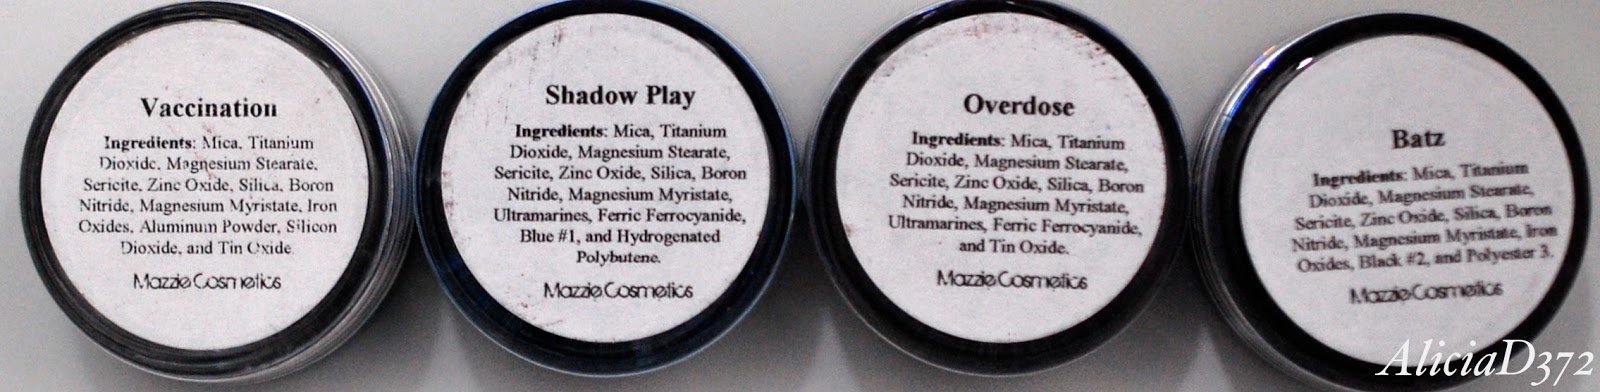 Vaccination
Ingredients: Mica, Titanium
Dioxide, Magnesium Stearate,
Sericite, Zinc Oxide, Silica, Boron
Nitride, Magnesium Myristate, Iron
Oxides, Aluminum Powder, Silicon
Dioxide, and Tin Oxide.
Mazzie Cosmetics
Shadow Play
Ingredients: Mica, Titanium
Dioxide, Magnesium Stearate,
Sericite, Zinc Oxide, Silica, Boron
Nitride, Magnesium Myristate,
Ultramarines, Ferric Ferrocyanide,
Blue #1, and Hydrogenated
Polybutene.
Mazzie Cosmetics
Overdose
Ingredients: Mica, Titanium
Dioxide, Magnesium Stearate,
Sericite, Zinc Oxide, Silica, Boron
Nitride, Magnesium Myristate,
Ultramarines, Ferric Ferrocyanide,
and Tin Oxide.
Mazzie Cosmetics
Batz
Ingredients: Mica, Titanium
Dioxide, Magnesium Stearate,
Sericite, Zinc Oxide, Silica, Boron
Nitride, Magnesium Myristate, Iron
Oxides, Black #2, and Polyester 3.
Mazzie Cosmetics
AliciaD372